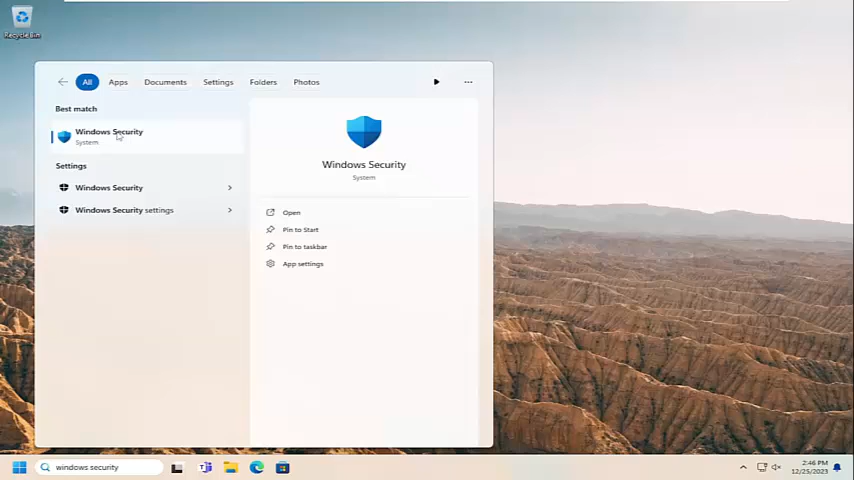 Recycle Bin
All
Apps
Documents
Settings
Folders
Photos
Best match
Windows Security
System
Settings
Windows Security
Windows Security settings
Windows Security
System
Open
Pin to Start
Pin to taskbar
App settings
windows security
2:46 PM
12/25/2023